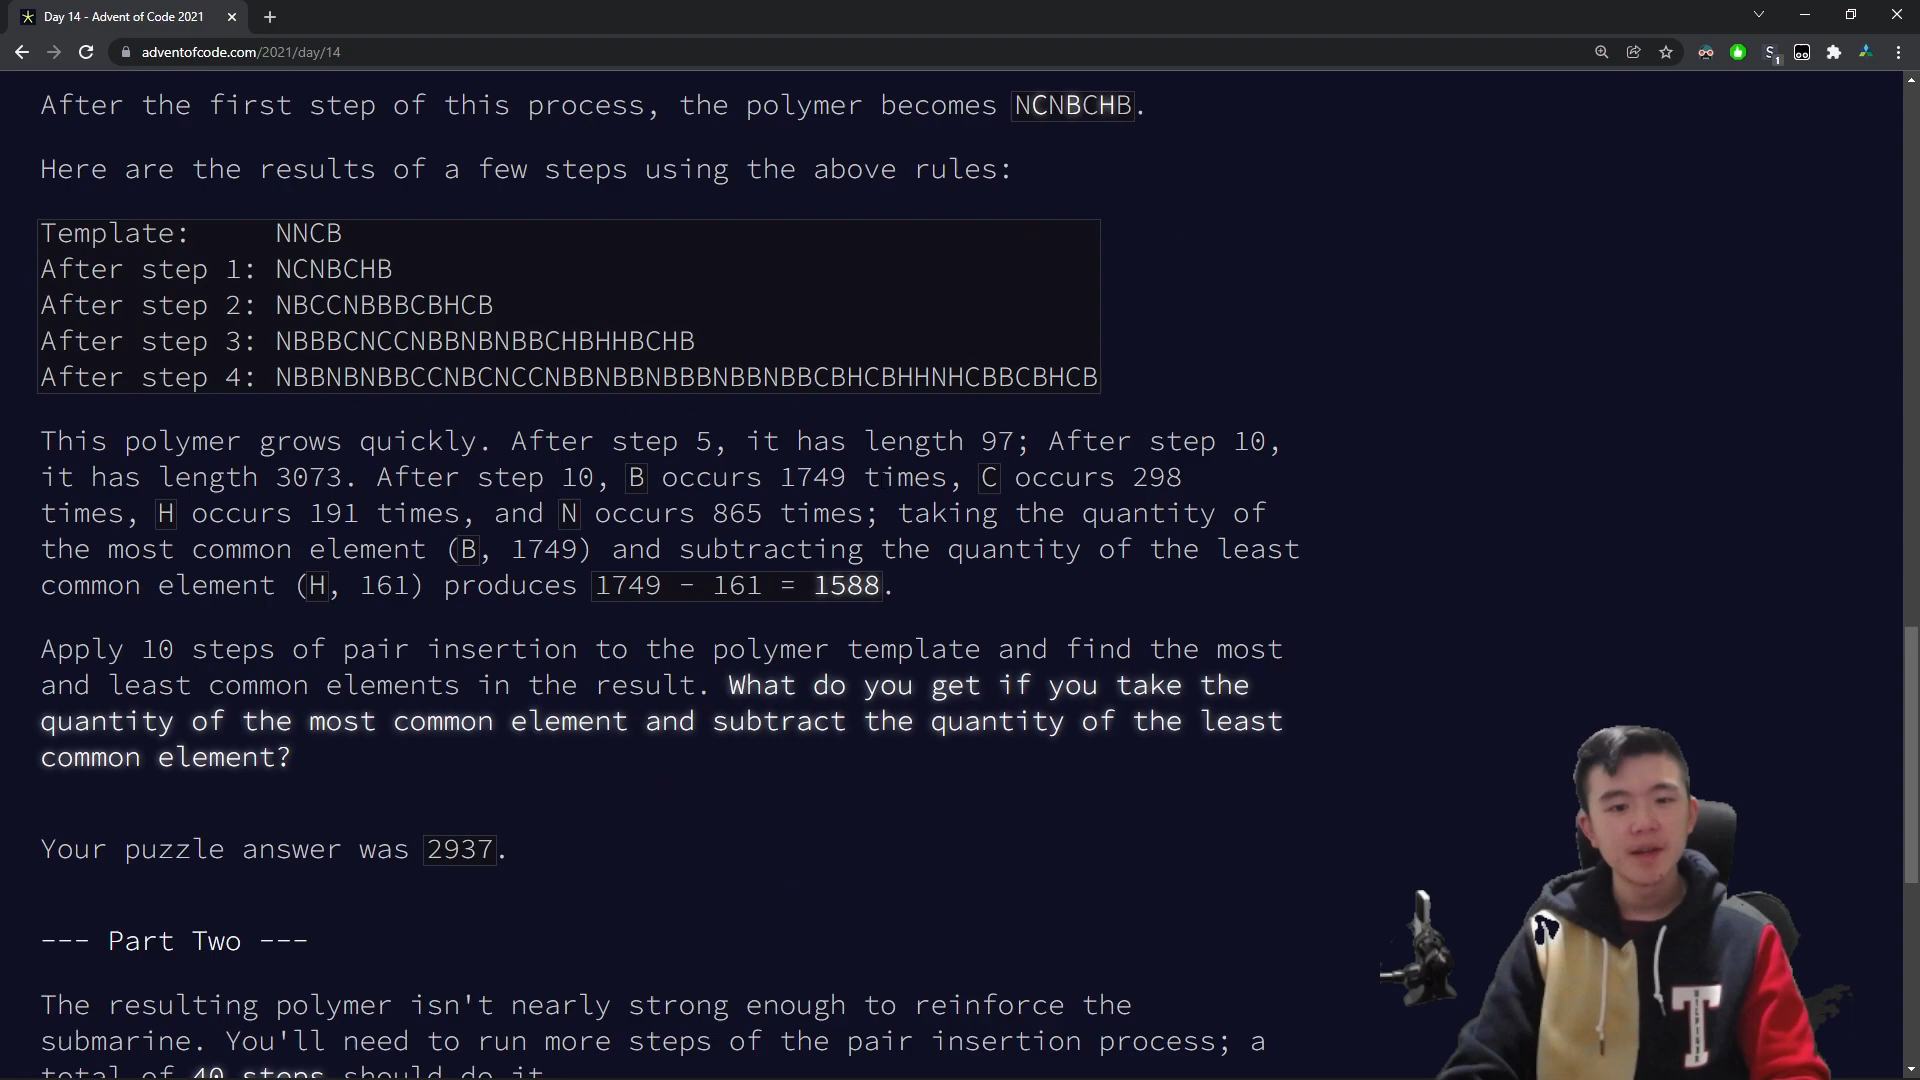 Day 14 - Advent of Code 2021
adventofcode.com/2021/day/14
After the first step of this process, the polymer becomes NCNBCHB.
Here are the results of a few steps using the above rules:
Template:     NNCB
After step 1: NCNBCHB
After step 2: NBCCNBBBCBHCB
After step 3: NBBBCNCCNBBNBNBBCHBHHBCHB
After step 4: NBBNBNBBCCNBCNCCNBBNBBNBBBNBBNBBCBHCBHHNHCBBCBHCB
This polymer grows quickly. After step 5, it has length 97; After step 10,
it has length 3073. After step 10, B occurs 1749 times, C occurs 298
times, H occurs 191 times, and N occurs 865 times; taking the quantity of
the most common element (B, 1749) and subtracting the quantity of the least
common element (H, 161) produces 1749 - 161 = 1588.
Apply 10 steps of pair insertion to the polymer template and find the most
and least common elements in the result. What do you get if you take the
quantity of the most common element and subtract the quantity of the least
common element?
Your puzzle answer was 2937.
--- Part Two ---
The resulting polymer isn't nearly strong enough to reinforce the
submarine. You'll need to run more steps of the pair insertion process; a
total of 40 steps should do it.